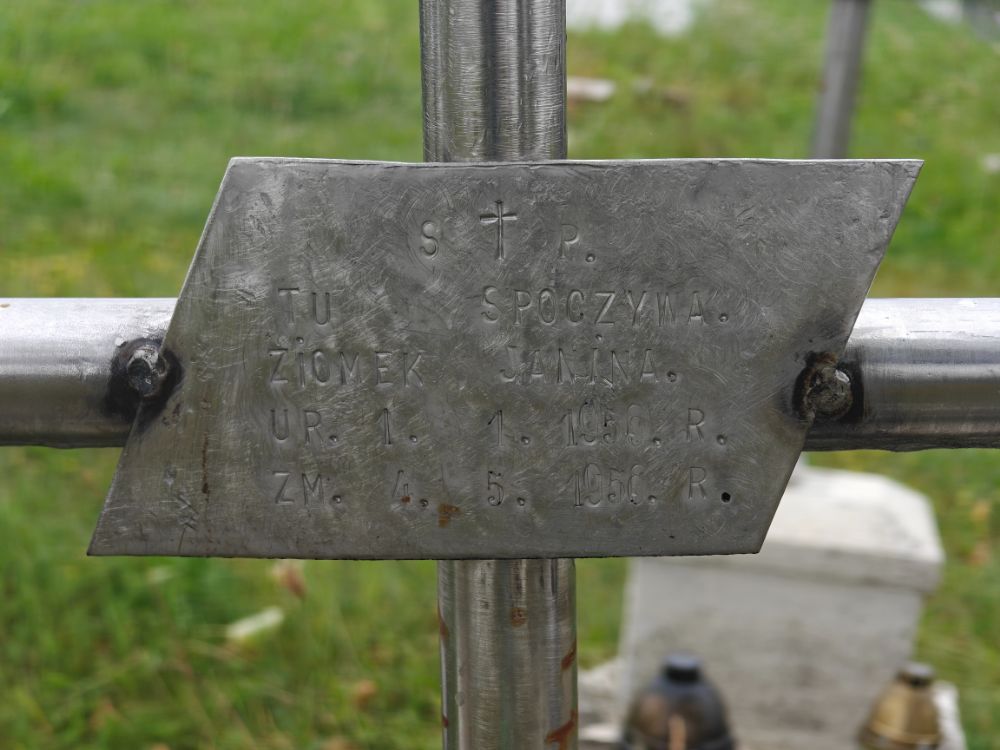 S † P.
TU SPOCZYWA.
ZIOMEK JANINA.
UR. 1. 1. 1956. R.
ZM. 4. 5. 1956. R.